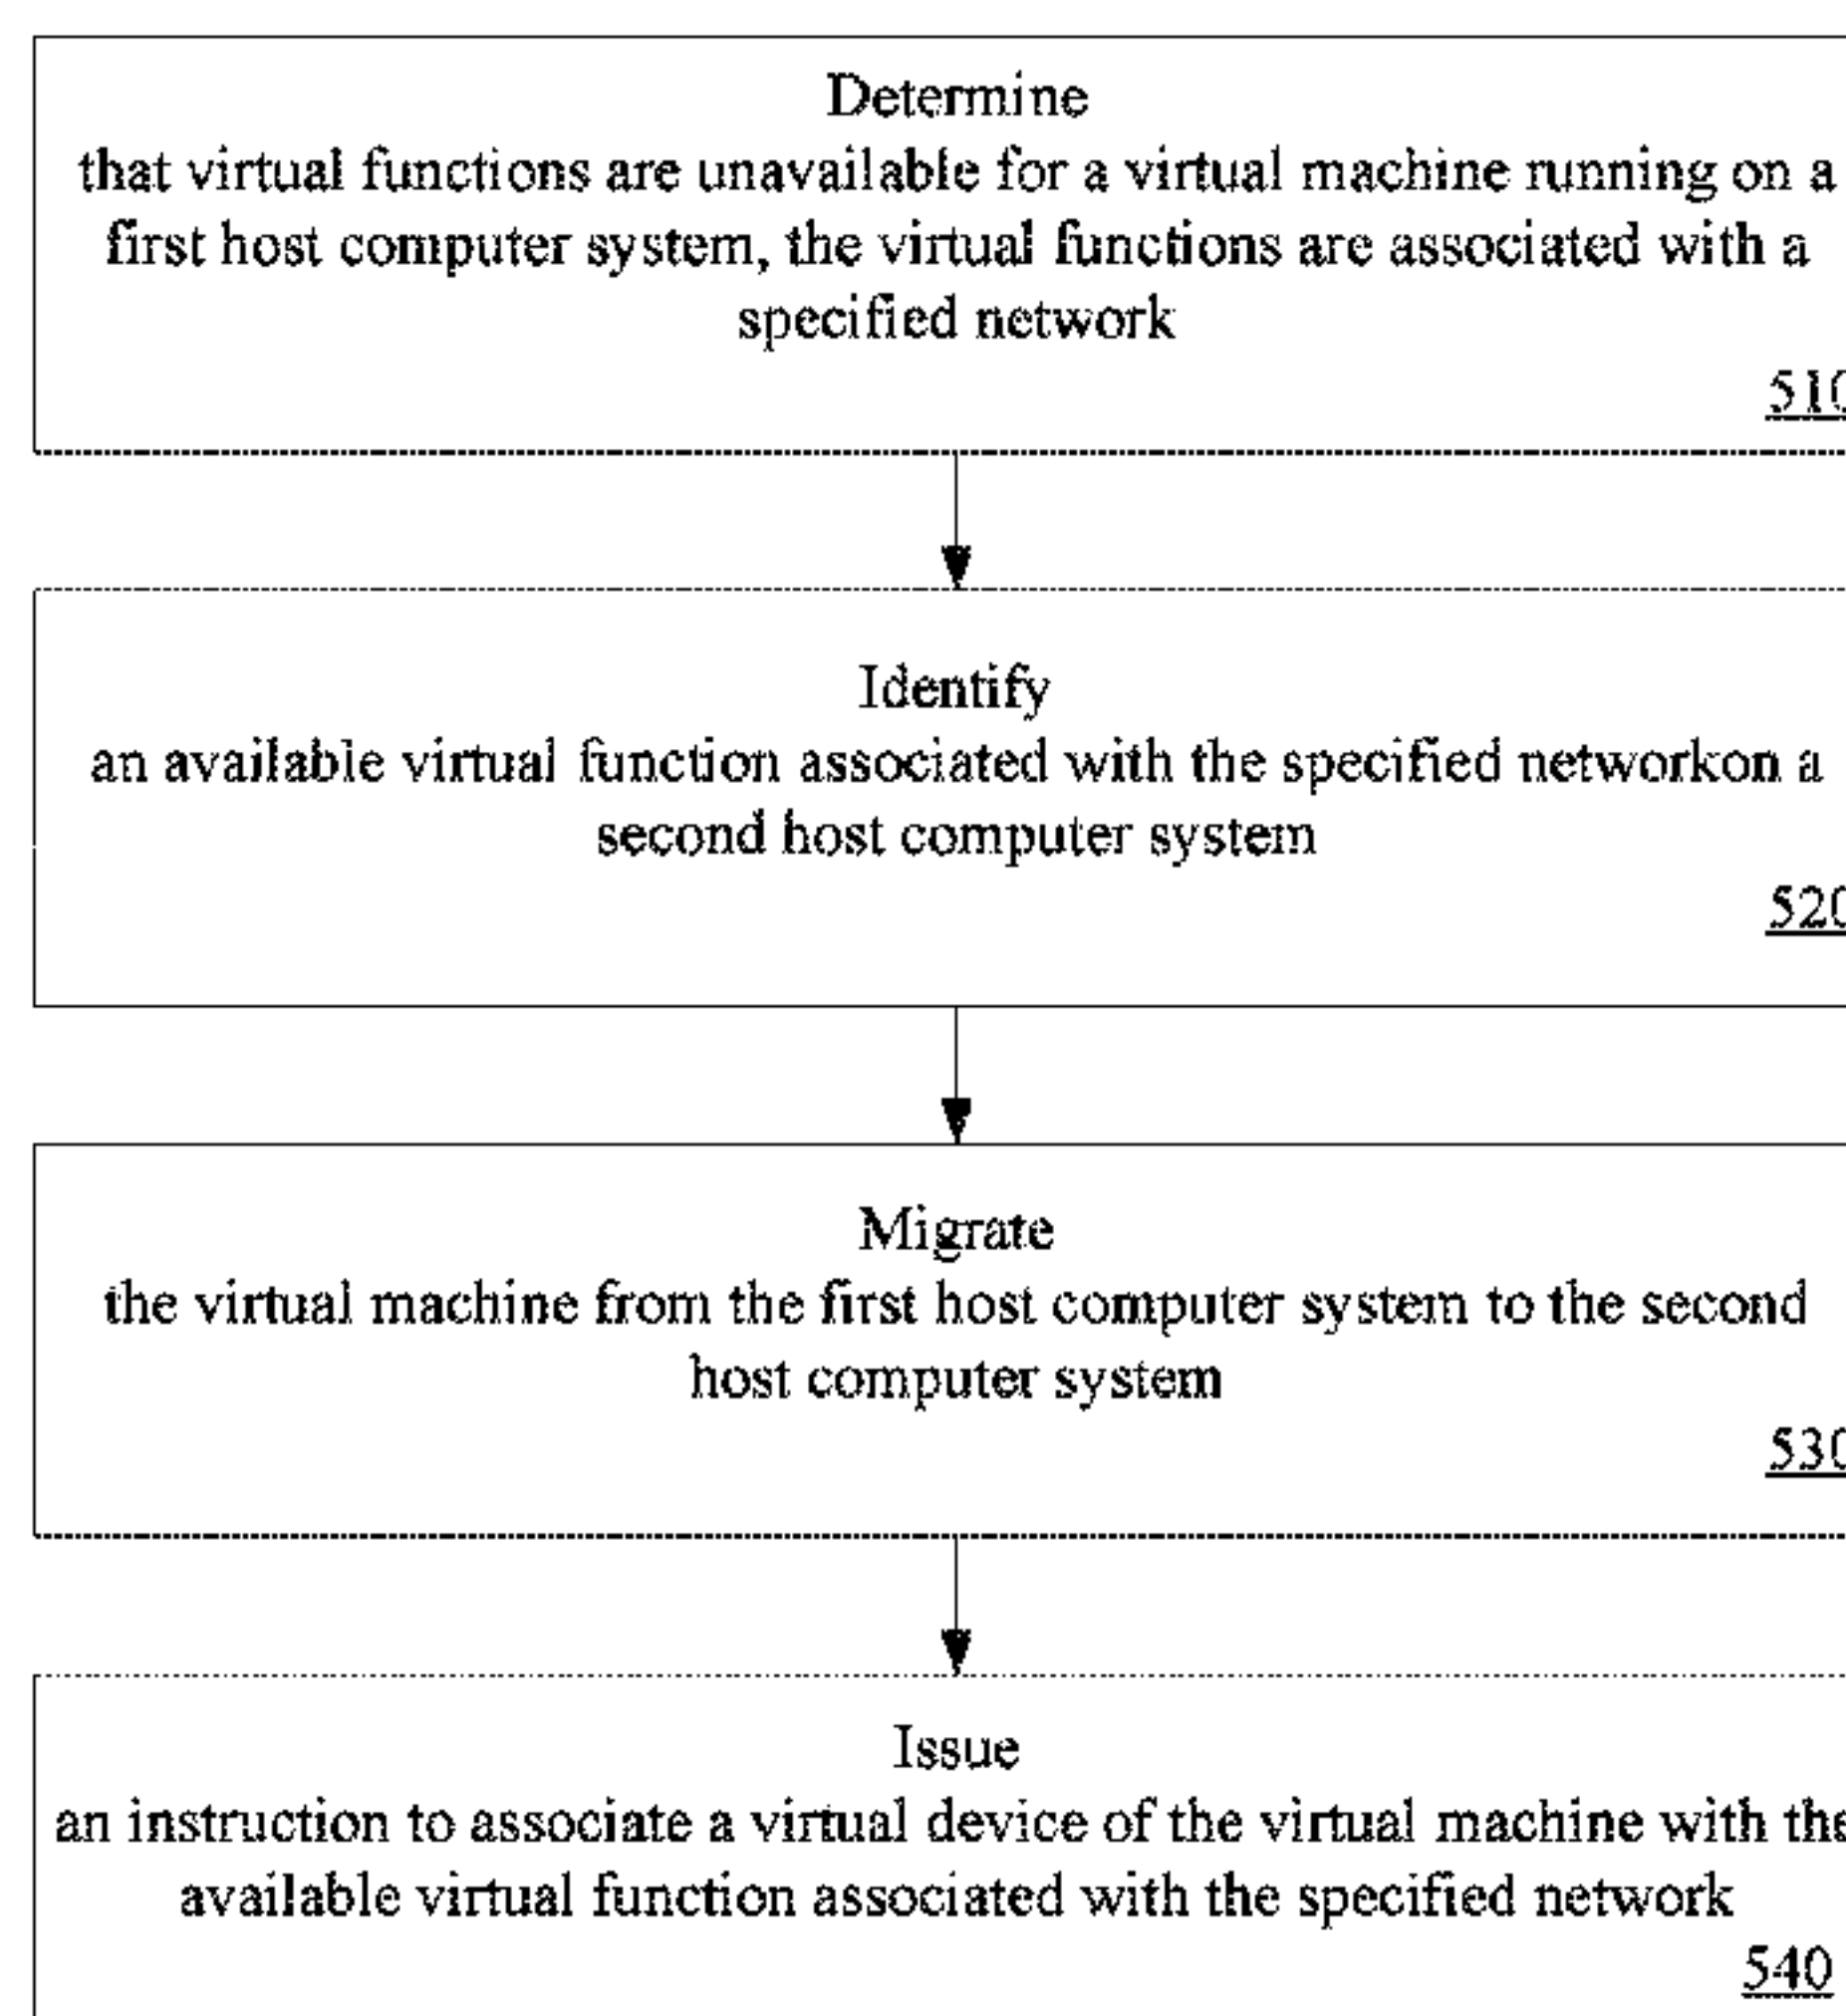 Determine
that virtual functions are unavailable for a virtual machine running on a
first host computer system, the virtual functions are associated with a
specified network
510
Identify
an available virtual function associated with the specified networkon a
second host computer system
520
Migrate
the virtual machine from the first host computer system to the second
host computer system
530
Issue
an instruction to associate a virtual device of the virtual machine with the
available virtual function associated with the specified network
540